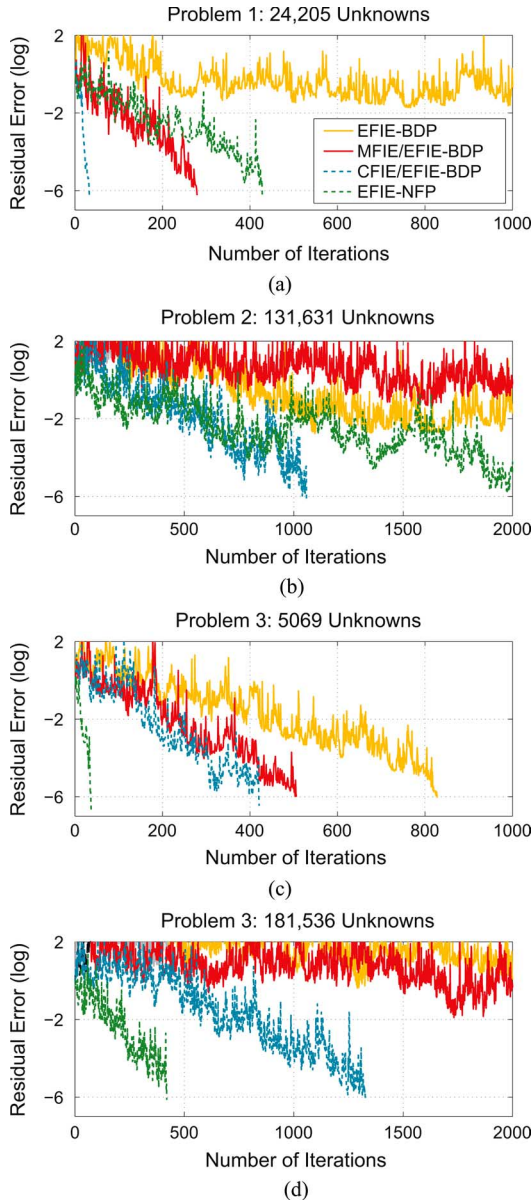 Problem 1: 24,205 Unknowns
Residual Error (log)
2
-2
-6
EFIE-BDP
MFIE/EFIE-BDP
CFIE/EFIE-BDP
EFIE-NFP
0 200 400 600 800 1000
Number of Iterations
(a)
Problem 2: 131,631 Unknowns
Residual Error (log)
2
-2
-6
0 500 1000 1500 2000
Number of Iterations
(b)
Problem 3: 5069 Unknowns
Residual Error (log)
2
-2
-6
0 200 400 600 800 1000
Number of Iterations
(c)
Problem 3: 181,536 Unknowns
Residual Error (log)
2
-2
-6
0 500 1000 1500 2000
Number of Iterations
(d)